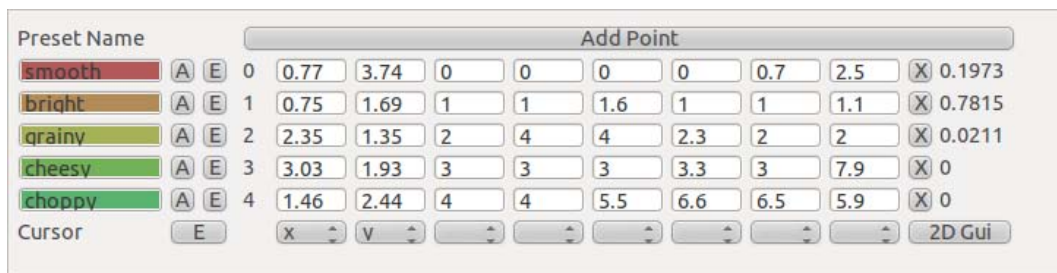 Preset Name Add Point
smooth A E 0 0.77 3.74 0 0 0 0 0.7 2.5 X 0.1973
bright A E 1 0.75 1.69 1 1 1.6 1 1 1.1 X 0.7815
grainy A E 2 2.35 1.35 2 4 4 2.3 2 2 X 0.0211
cheesy A E 3 3.03 1.93 3 3 3 3.3 3 7.9 X 0
choppy A E 4 1.46 2.44 4 4 5.5 6.6 6.5 5.9 X 0
Cursor E x y 2D Gui